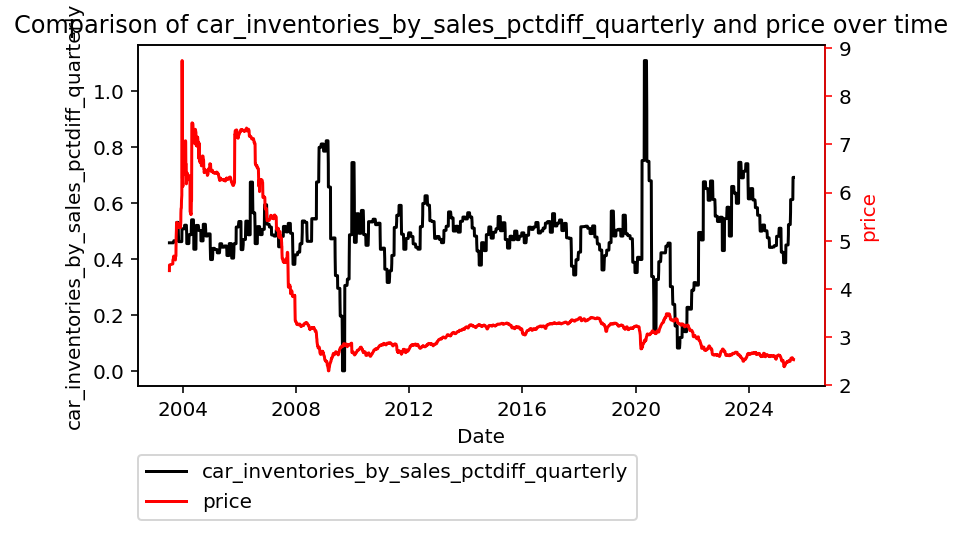 Comparison of car_inventories_by_sales_pctdiff_quarterly and price over time
car_inventories_by_sales_pctdiff_quarterly
1.0
0.8
0.6
0.4
0.2
0.0
9
8
7
6
5
4
3
2
price
2004 2008 2012 2016 2020 2024
Date
car_inventories_by_sales_pctdiff_quarterly
price